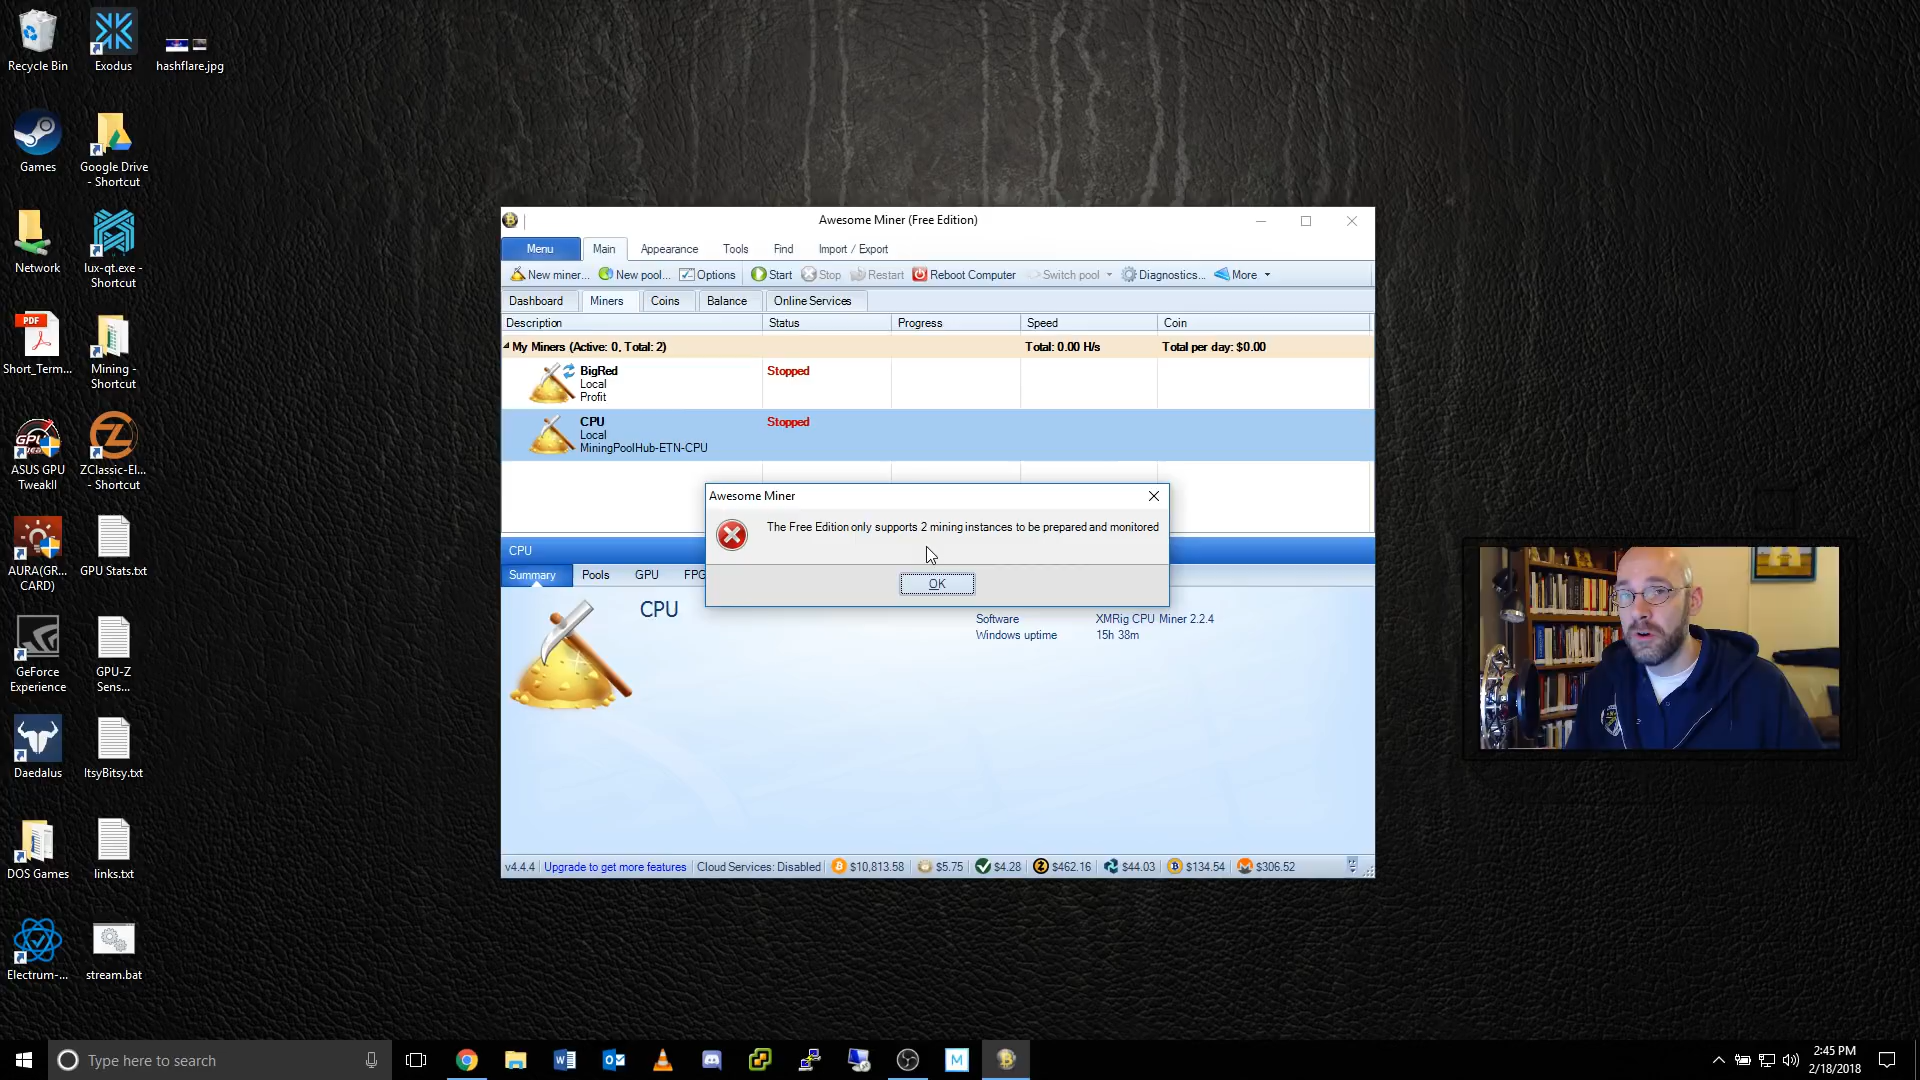 Recycle Bin
Exodus
hashflare.jpg
Games
Google Drive
- Shortcut
Network
lux-qt.exe -
Shortcut
PDF
Short_Term...
Mining -
Shortcut
GPU
ASUS GPU
TweakII
ZClassic-El...
- Shortcut
AURA(GR...
CARD)
GPU Stats.txt
GeForce
Experience
GPU-Z
Sens...
Daedalus
ItsyBitsy.txt
DOS Games
links.txt
Electrum-...
stream.bat
Awesome Miner (Free Edition)
Menu
Main
Appearance
Tools
Find
Import / Export
New miner...
New pool...
Options
Start
Stop
Restart
Reboot Computer
Switch pool
Diagnostics...
More
Dashboard
Miners
Coins
Balance
Online Services
Description
Status
Progress
Speed
Coin
My Miners (Active: 0, Total: 2)
Total: 0.00 H/s
Total per day: $0.00
BigRed
Local
Profit
Stopped
CPU
Local
MiningPoolHub-ETN-CPU
Stopped
Awesome Miner
The Free Edition only supports 2 mining instances to be prepared and monitored
OK
CPU
Summary
Pools
GPU
FPG
CPU
Software
XMRig CPU Miner 2.2.4
Windows uptime
15h 38m
v4.4.4
Upgrade to get more features
Cloud Services: Disabled
$10,813.58
$5.75
$4.28
$462.16
$44.03
$134.54
$306.52
Type here to search
2:45 PM
2/18/2018